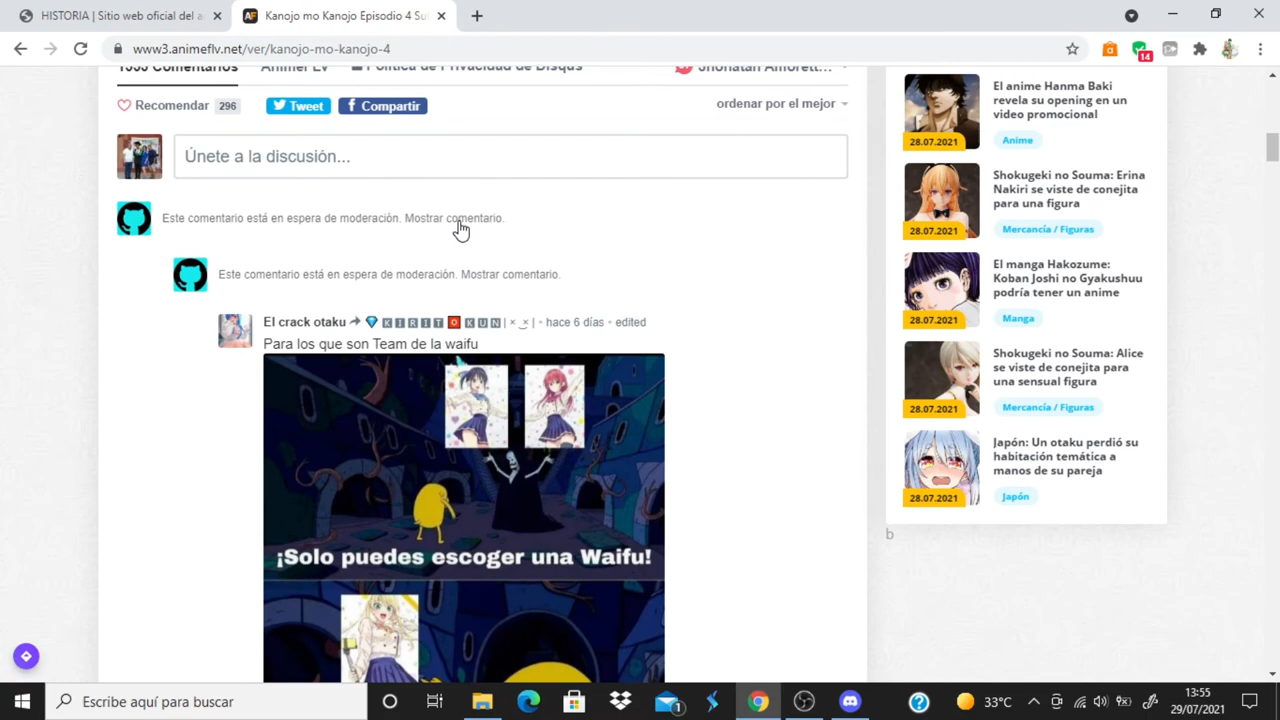 HISTORIA | Sitio web oficial del a
Kanojo mo Kanojo Episodio 4 Su
www3.animeflv.net/ver/kanojo-mo-kanojo-4
14
1353 Comentarios
AnimeFLV
Política de Privacidad de Disqus
Recomendar 296
Tweet
Compartir
ordenar por el mejor
Únete a la discusión...
Este comentario está en espera de moderación. Mostrar comentario.
Este comentario está en espera de moderación. Mostrar comentario.
El crack otaku KIRITO KUN | × ͜ × | • hace 6 días • edited
Para los que son Team de la waifu
¡Solo puedes escoger una Waifu!
El anime Hanma Baki
revela su opening en un
video promocional
28.07.2021
Anime
Shokugeki no Souma: Erina
Nakiri se viste de conejita
para una figura
28.07.2021
Mercancía / Figuras
El manga Hakozume:
Koban Joshi no Gyakushuu
podría tener un anime
28.07.2021
Manga
Shokugeki no Souma: Alice
se viste de conejita para
una sensual figura
28.07.2021
Mercancía / Figuras
Japón: Un otaku perdió su
habitación temática a
manos de su pareja
28.07.2021
Japón
b
Escribe aquí para buscar
1
33°C
13:55
29/07/2021